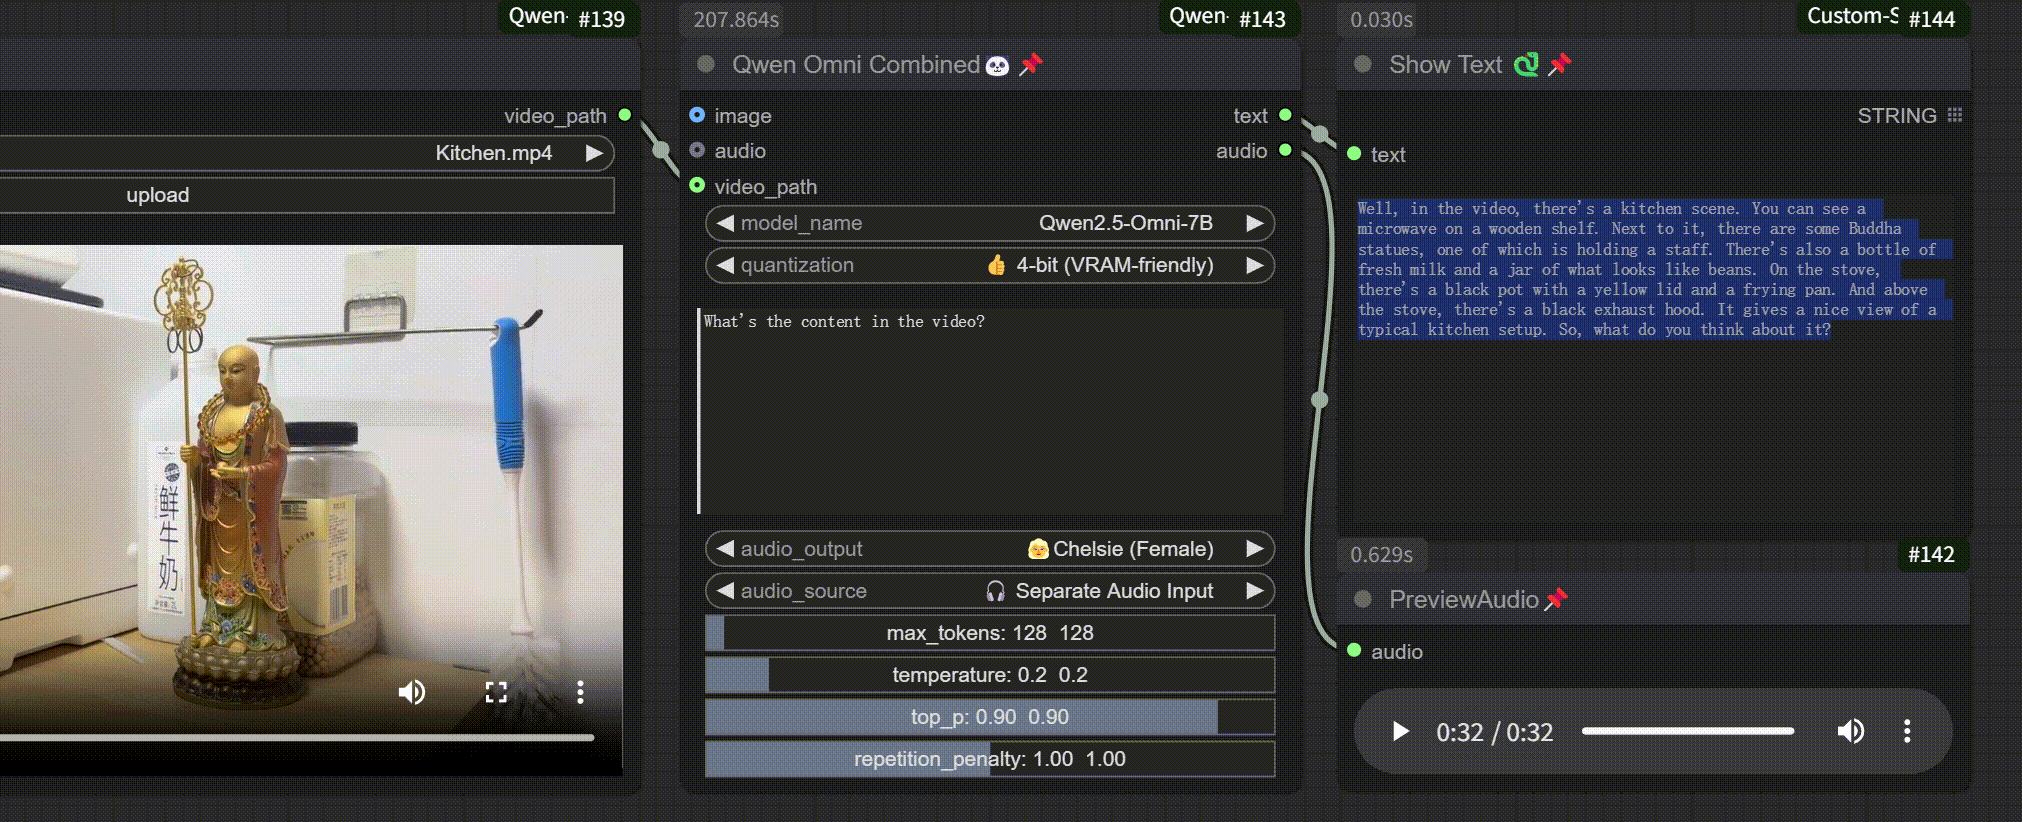 Qwen- #139
video_path
Kitchen.mp4
upload
鲜牛奶
207.864s
Qwen- #143
Qwen Omni Combined
image
text
audio
audio
video_path
model_name Qwen2.5-Omni-7B
quantization 👍 4-bit (VRAM-friendly)
What's the content in the video?
audio_output Chelsie (Female)
audio_source 🎧 Separate Audio Input
max_tokens: 128 128
temperature: 0.2 0.2
top_p: 0.90 0.90
repetition_penalty: 1.00 1.00
0.030s
Custom-S #144
Show Text
STRING
text
Well, in the video, there's a kitchen scene. You can see a
microwave on a wooden shelf. Next to it, there are some Buddha
statues, one of which is holding a staff. There's also a bottle of
fresh milk and a jar of what looks like beans. On the stove,
there's a black pot with a yellow lid and a frying pan. And above
the stove, there's a black exhaust hood. It gives a nice view of a
typical kitchen setup. So, what do you think about it?
0.629s
#142
PreviewAudio
audio
0:32 / 0:32